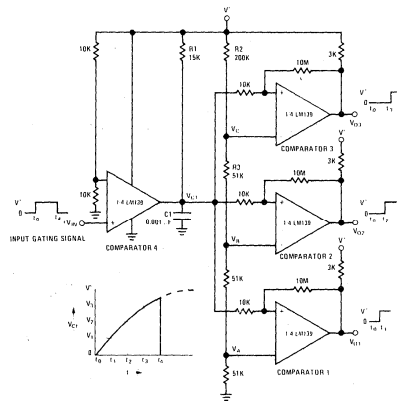 V+
10K
R1
15K
R2
200K
3K
10M
10K
+
1/4 LM139
-
VO3
V+
0
t0
t3
VC
COMPARATOR 3
V+
10K
1/4 LM139
-
+
VC1
C1
0.001
V+
0
t0
t4
+VIN
INPUT GATING SIGNAL
COMPARATOR 4
R3
51K
10M
3K
10K
+
1/4 LM139
-
VO2
V+
0
t0
t2
VB
COMPARATOR 2
V+
51K
10M
3K
10K
+
1/4 LM139
-
VO1
V+
0
t0
t1
VA
COMPARATOR 1
51K
V+
V3
V2
V1
0
VC1
t0
t1
t2
t3
t4
t